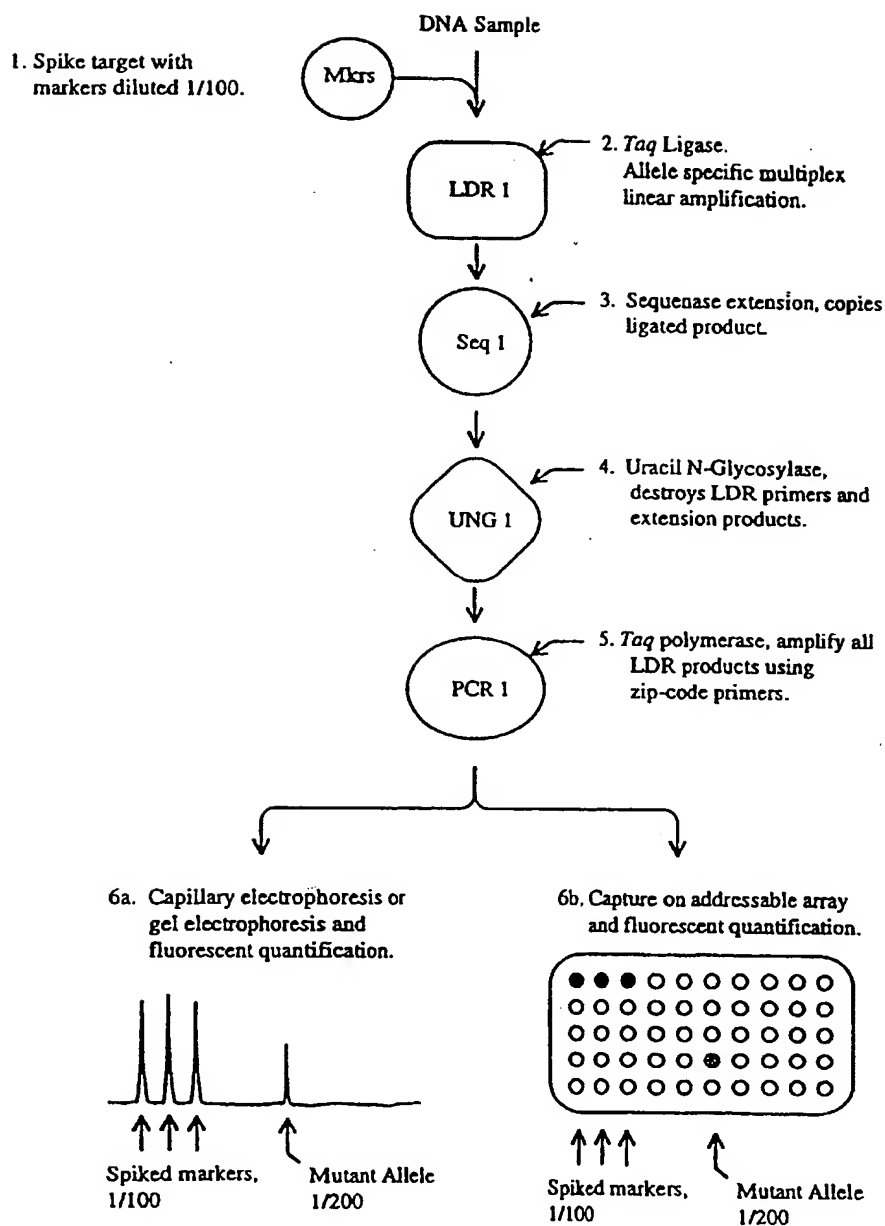 DNA Sample
1. Spike target with
markers diluted 1/100.
Mkrs
2. Taq Ligase.
Allele specific multiplex
linear amplification.
LDR 1
3. Sequenase extension, copies
ligated product.
Seq 1
4. Uracil N-Glycosylase,
destroys LDR primers and
extension products.
UNG 1
5. Taq polymerase, amplify all
LDR products using
zip-code primers.
PCR 1
6a. Capillary electrophoresis or
gel electrophoresis and
fluorescent quantification.
6b. Capture on addressable array
and fluorescent quantification.
Spiked markers,
1/100
Mutant Allele
1/200
Spiked markers,
1/100
Mutant Allele
1/200